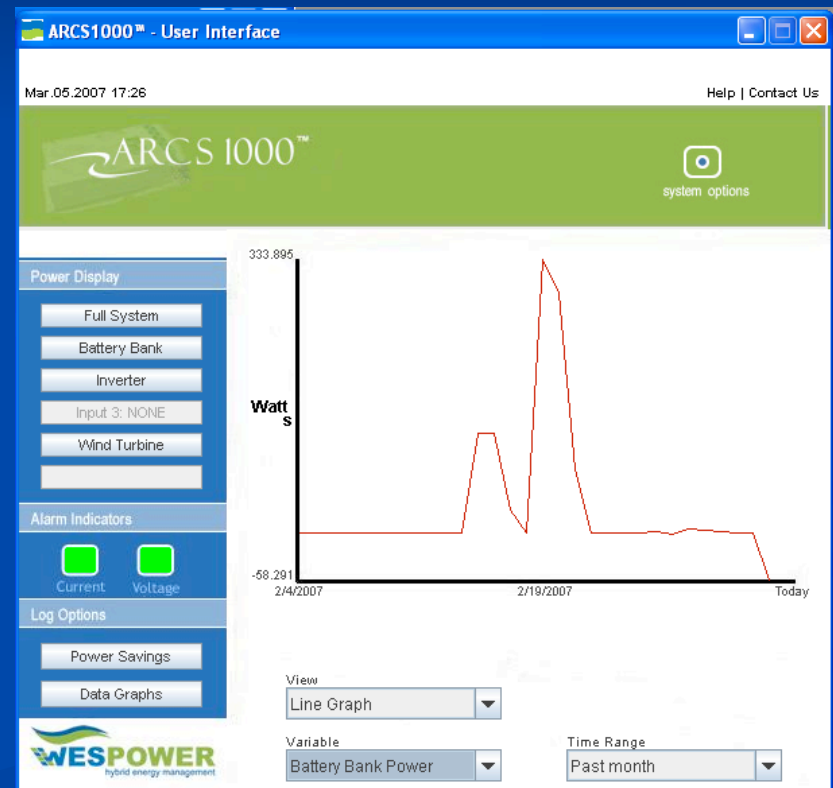 ARCS1000™ - User Interface
Mar.05.2007 17:26
Help | Contact Us
ARCS 1000™
system options
Power Display
Full System
Battery Bank
Inverter
Input 3: NONE
Wind Turbine
Alarm Indicators
Current Voltage
Log Options
Power Savings
Data Graphs
WESPOWER
hybrid energy management
333.895
Watt
s
-58.291
2/4/2007
2/19/2007
Today
View
Line Graph
Variable
Battery Bank Power
Time Range
Past month